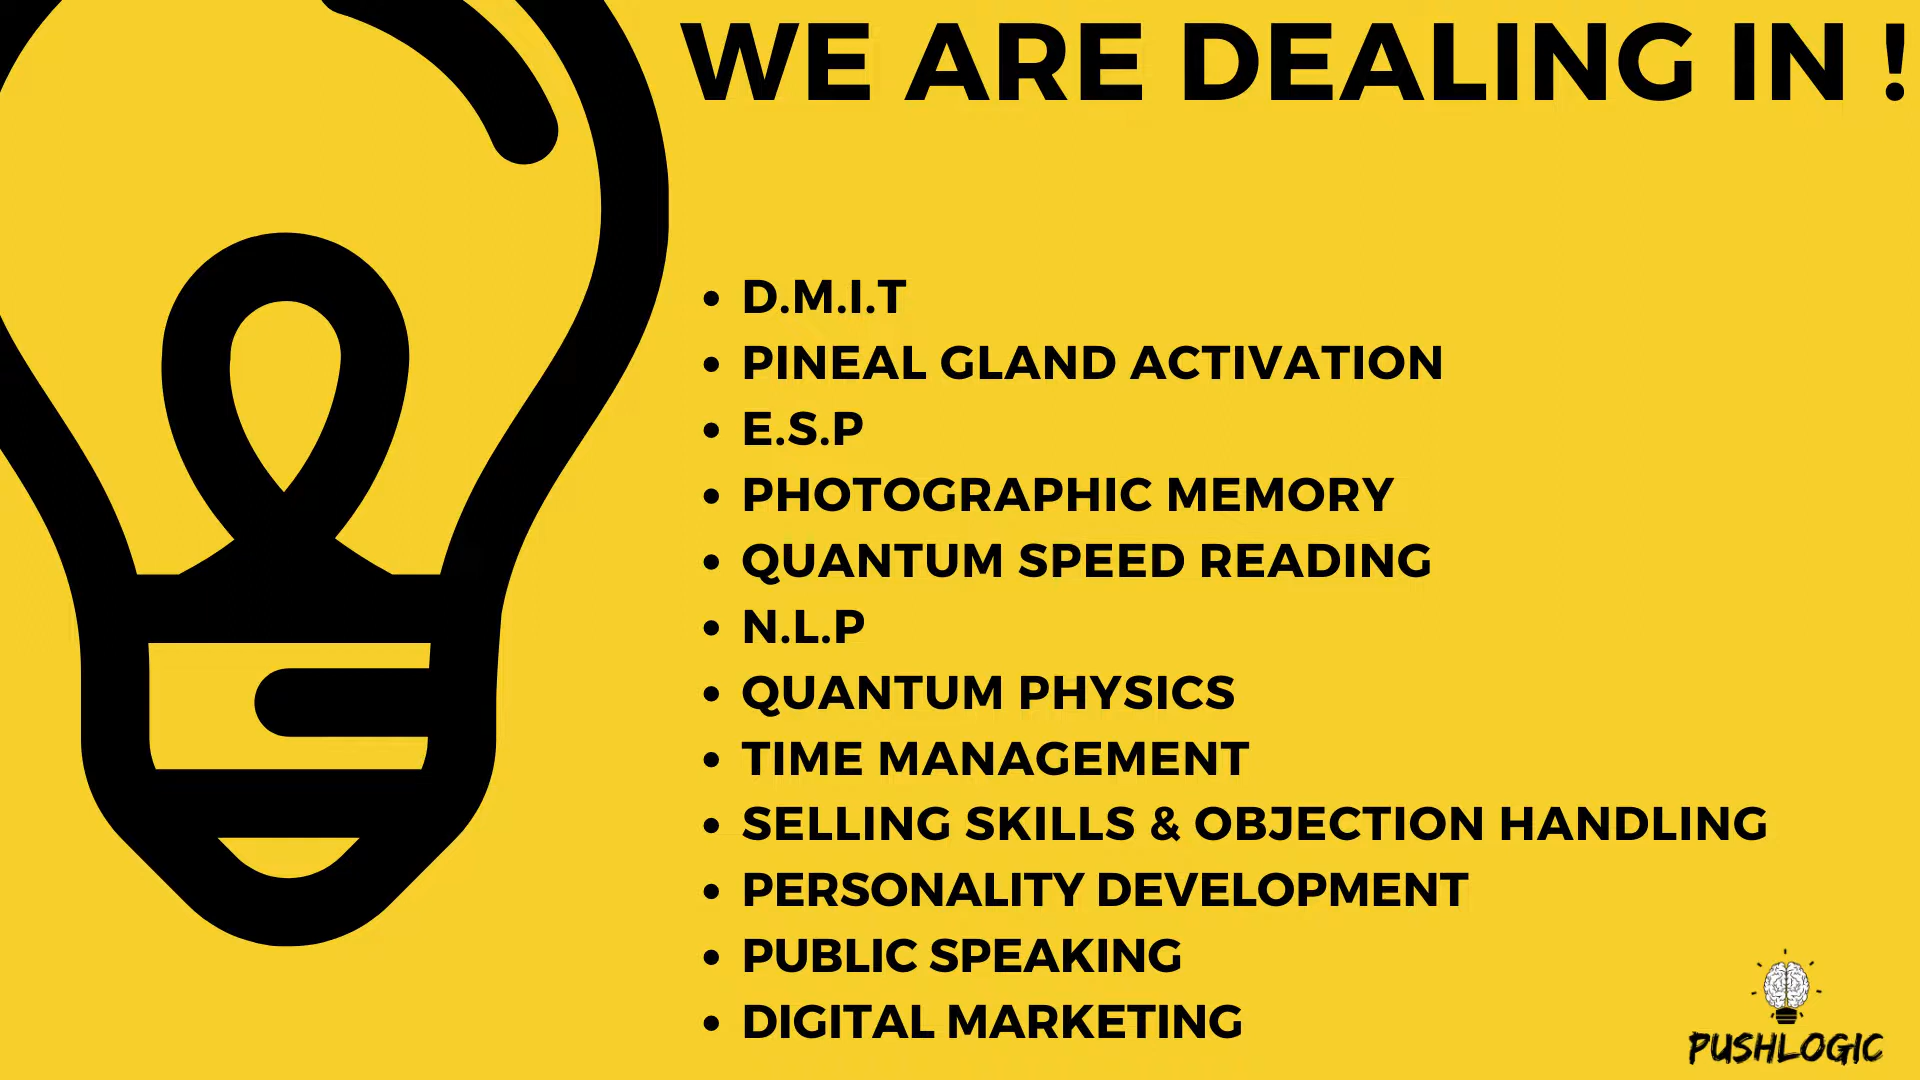 WE ARE DEALING IN !
• D.M.I.T
• PINEAL GLAND ACTIVATION
• E.S.P
• PHOTOGRAPHIC MEMORY
• QUANTUM SPEED READING
• N.L.P
• QUANTUM PHYSICS
• TIME MANAGEMENT
• SELLING SKILLS & OBJECTION HANDLING
• PERSONALITY DEVELOPMENT
• PUBLIC SPEAKING
• DIGITAL MARKETING
PUSHLOGIC